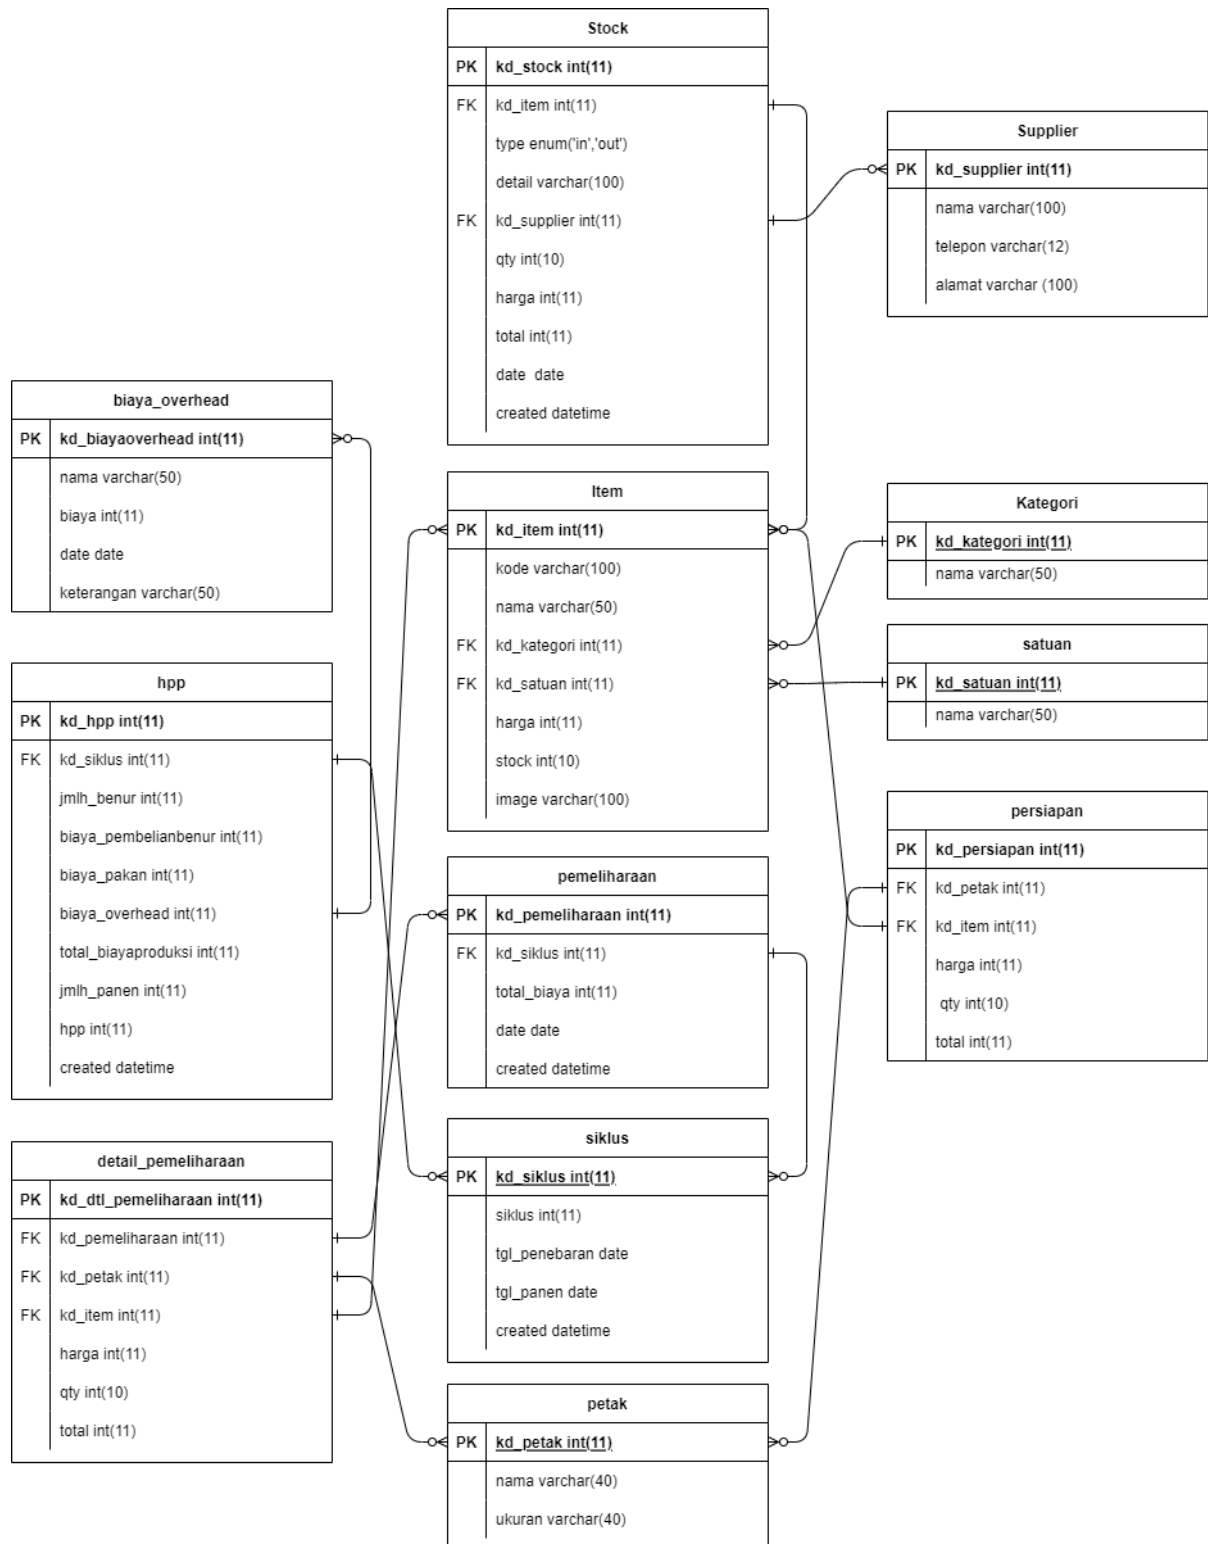 Stock
PK kd_stock int(11)
FK kd_item int(11)
type enum('in','out')
detail varchar(100)
FK kd_supplier int(11)
qty int(10)
harga int(11)
total int(11)
date  date
created datetime
Supplier
PK kd_supplier int(11)
nama varchar(100)
telepon varchar(12)
alamat varchar (100)
biaya_overhead
PK kd_biayaoverhead int(11)
nama varchar(50)
biaya int(11)
date date
keterangan varchar(50)
Item
PK kd_item int(11)
kode varchar(100)
nama varchar(50)
FK kd_kategori int(11)
FK kd_satuan int(11)
harga int(11)
stock int(10)
image varchar(100)
Kategori
PK kd_kategori int(11)
nama varchar(50)
satuan
PK kd_satuan int(11)
nama varchar(50)
hpp
PK kd_hpp int(11)
FK kd_siklus int(11)
jmlh_benur int(11)
biaya_pembelianbenur int(11)
biaya_pakan int(11)
biaya_overhead int(11)
total_biayaproduksi int(11)
jmlh_panen int(11)
hpp int(11)
created datetime
pemeliharaan
PK kd_pemeliharaan int(11)
FK kd_siklus int(11)
total_biaya int(11)
date date
created datetime
persiapan
PK kd_persiapan int(11)
FK kd_petak int(11)
FK kd_item int(11)
harga int(11)
qty int(10)
total int(11)
detail_pemeliharaan
PK kd_dtl_pemeliharaan int(11)
FK kd_pemeliharaan int(11)
FK kd_petak int(11)
FK kd_item int(11)
harga int(11)
qty int(10)
total int(11)
siklus
PK kd_siklus int(11)
siklus int(11)
tgl_penebaran date
tgl_panen date
created datetime
petak
PK kd_petak int(11)
nama varchar(40)
ukuran varchar(40)